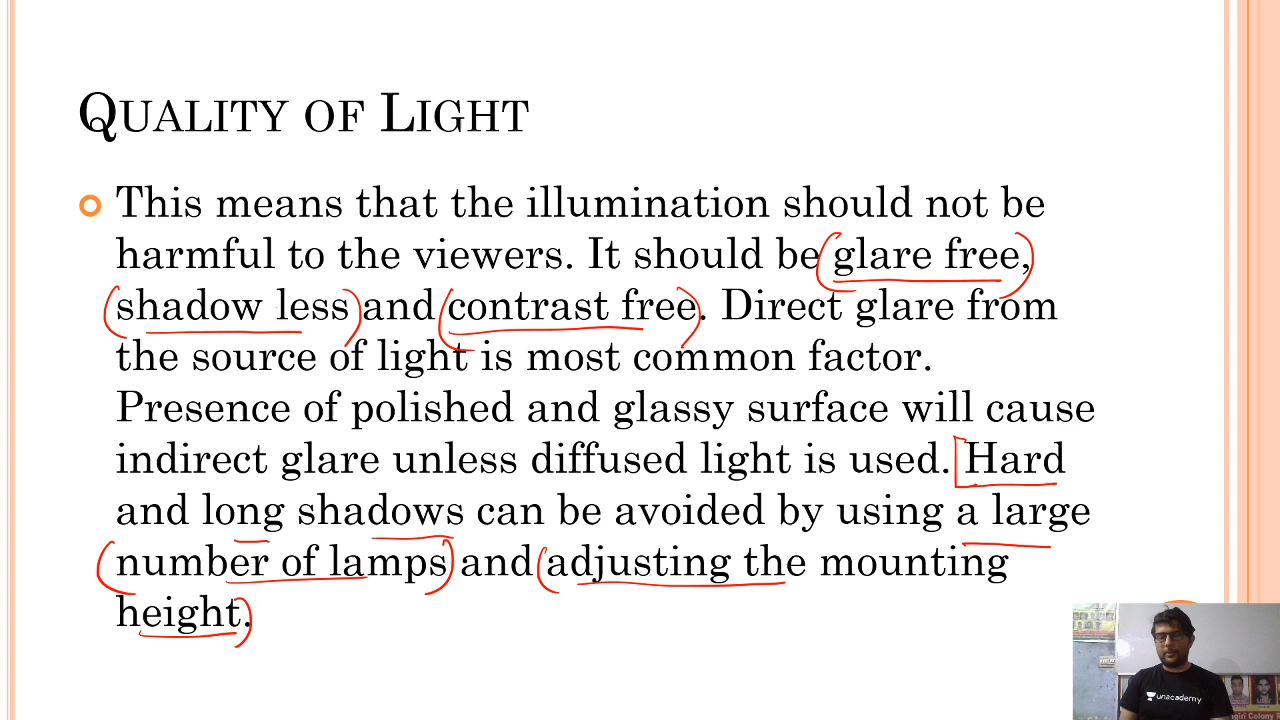 QUALITY OF LIGHT
This means that the illumination should not be
harmful to the viewers. It should be glare free,
shadow less and contrast free. Direct glare from
the source of light is most common factor.
Presence of polished and glassy surface will cause
indirect glare unless diffused light is used. Hard
and long shadows can be avoided by using a large
number of lamps and adjusting the mounting
height.
unacademy